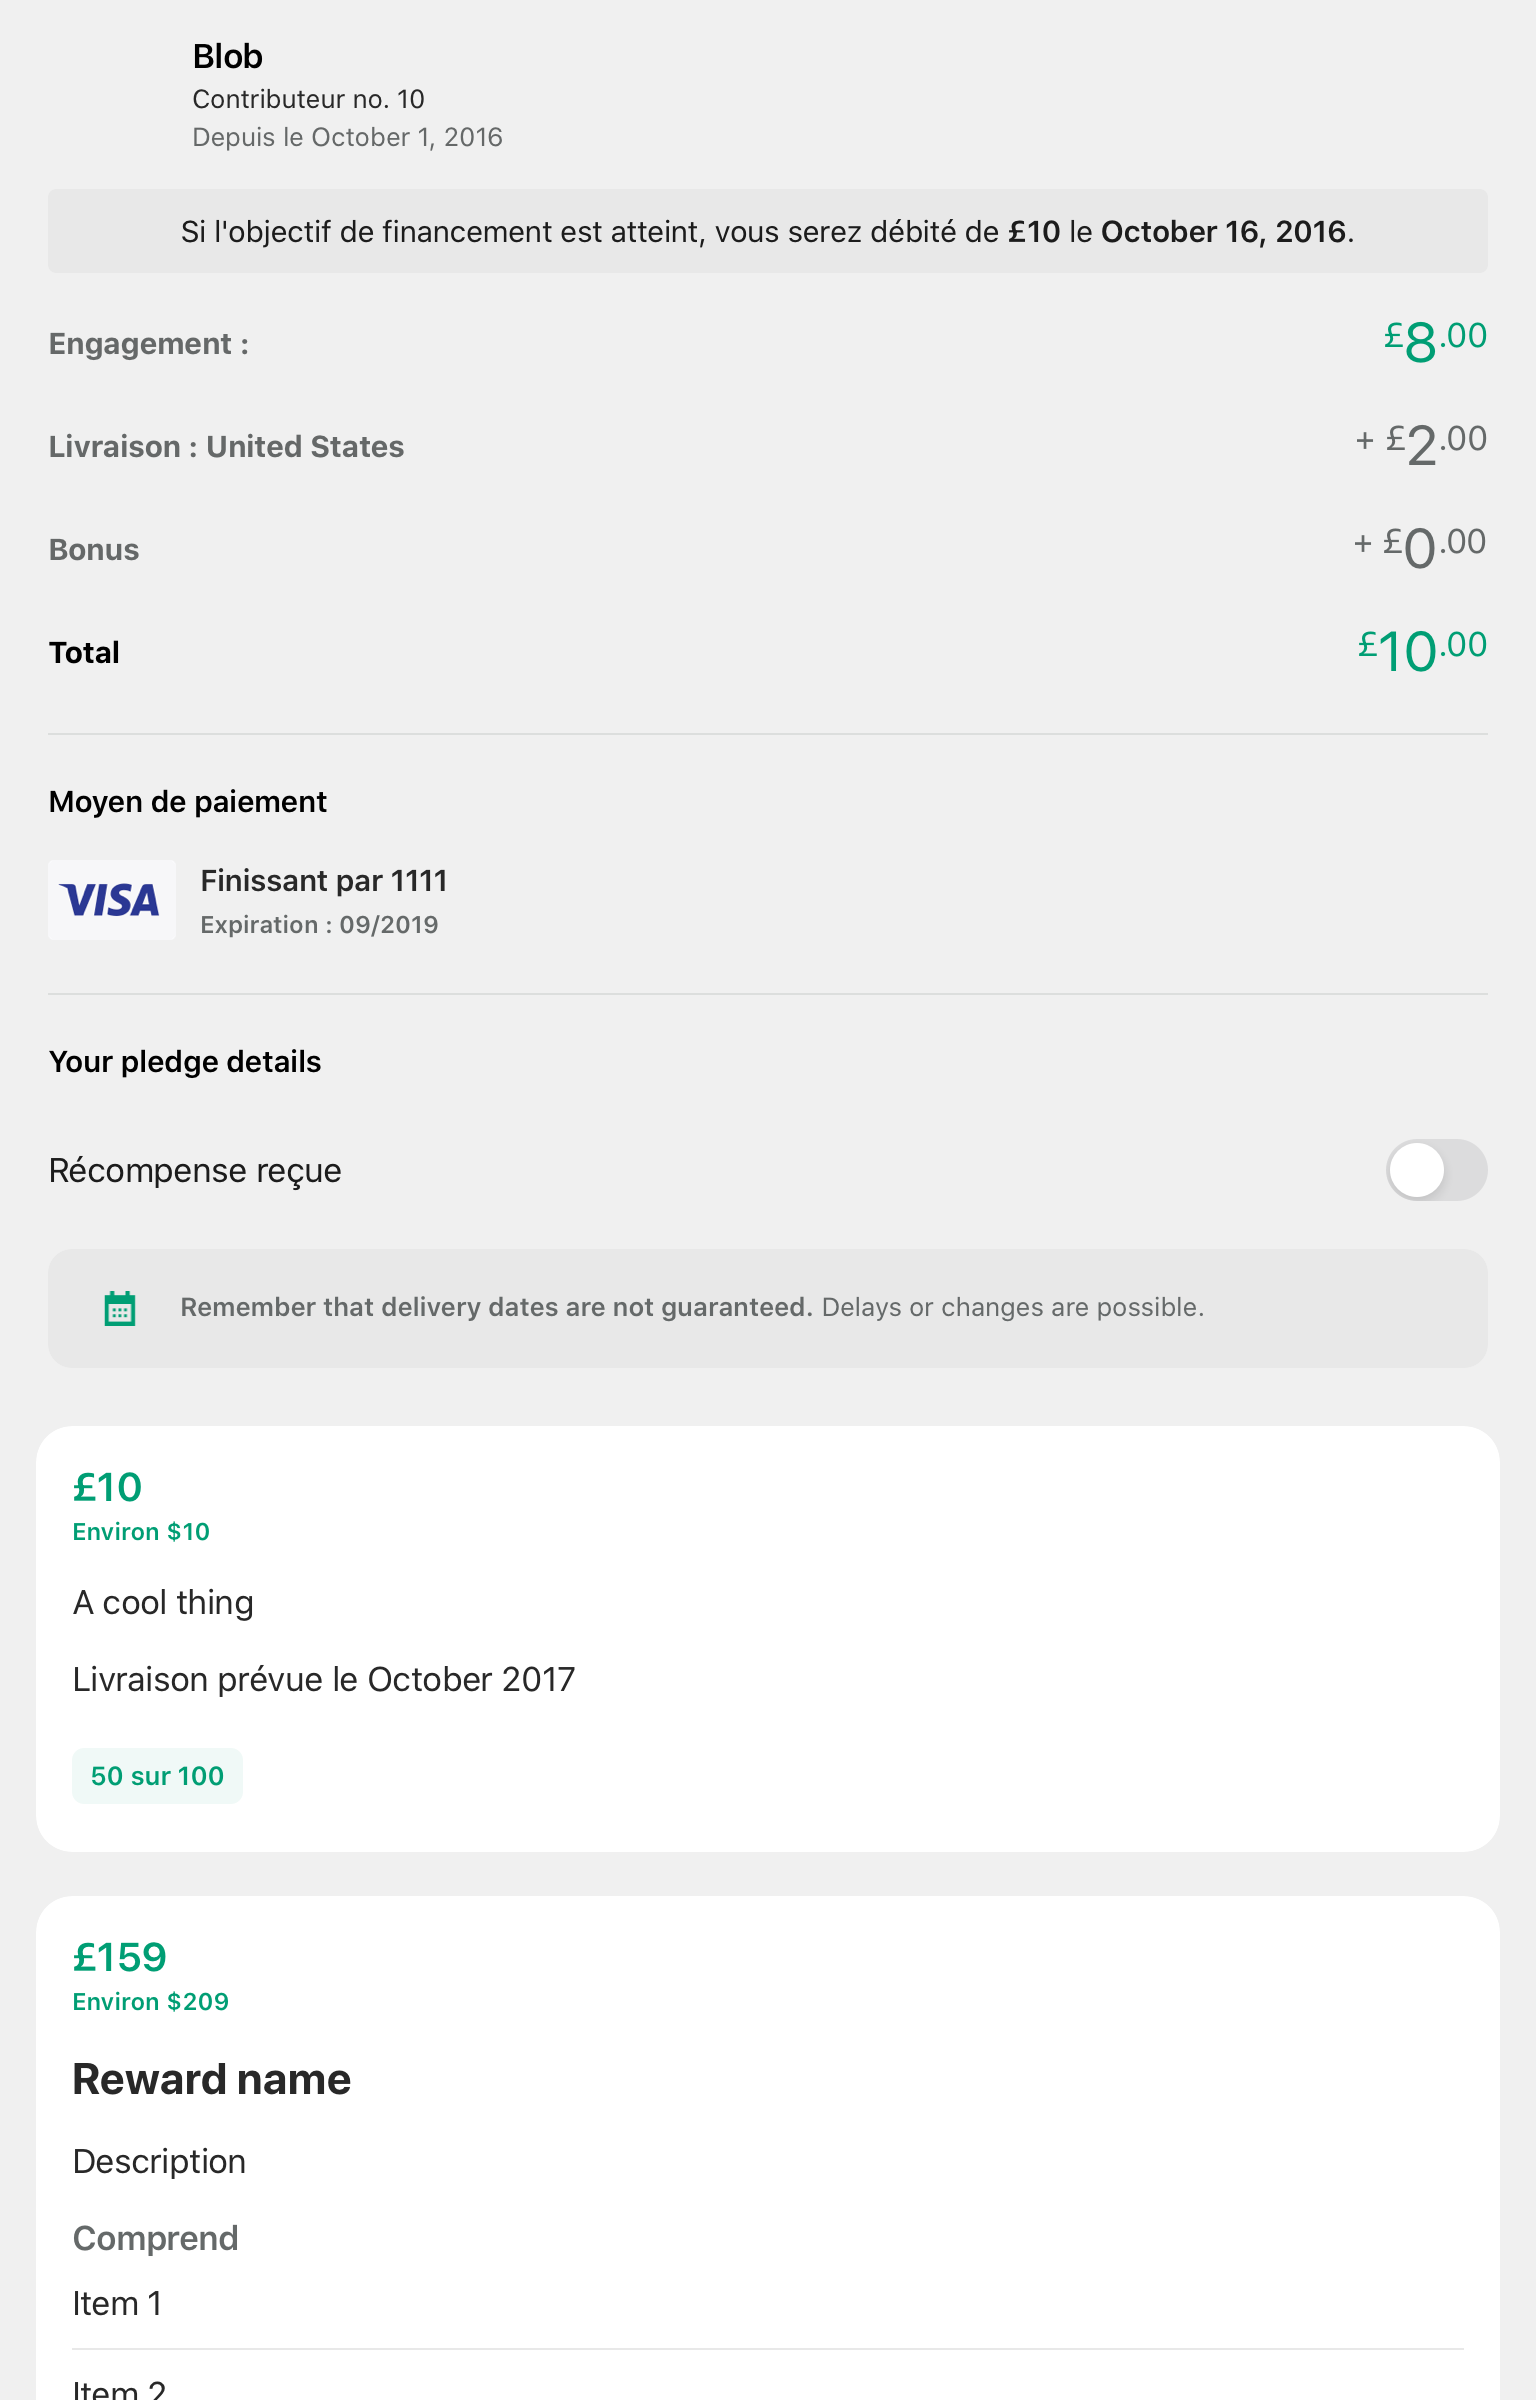 Blob
Contributeur no. 10
Depuis le October 1, 2016
Si l'objectif de financement est atteint, vous serez débité de £10 le October 16, 2016.
Engagement : £8.00
Livraison : United States + £2.00
Bonus + £0.00
Total £10.00
Moyen de paiement
VISA Finissant par 1111
Expiration : 09/2019
Your pledge details
Récompense reçue
Remember that delivery dates are not guaranteed. Delays or changes are possible.
£10
Environ $10
A cool thing
Livraison prévue le October 2017
50 sur 100
£159
Environ $209
Reward name
Description
Comprend
Item 1
Item 2